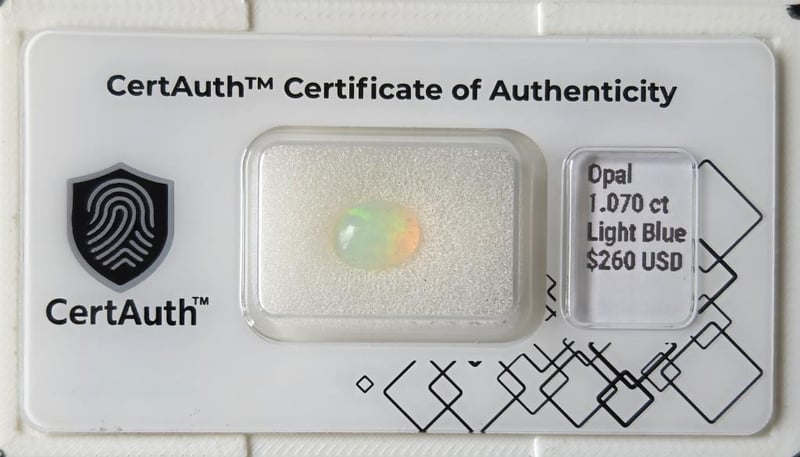 CertAuth™ Certificate of Authenticity
CertAuth™
Opal
1.070 ct
Light Blue
$260 USD